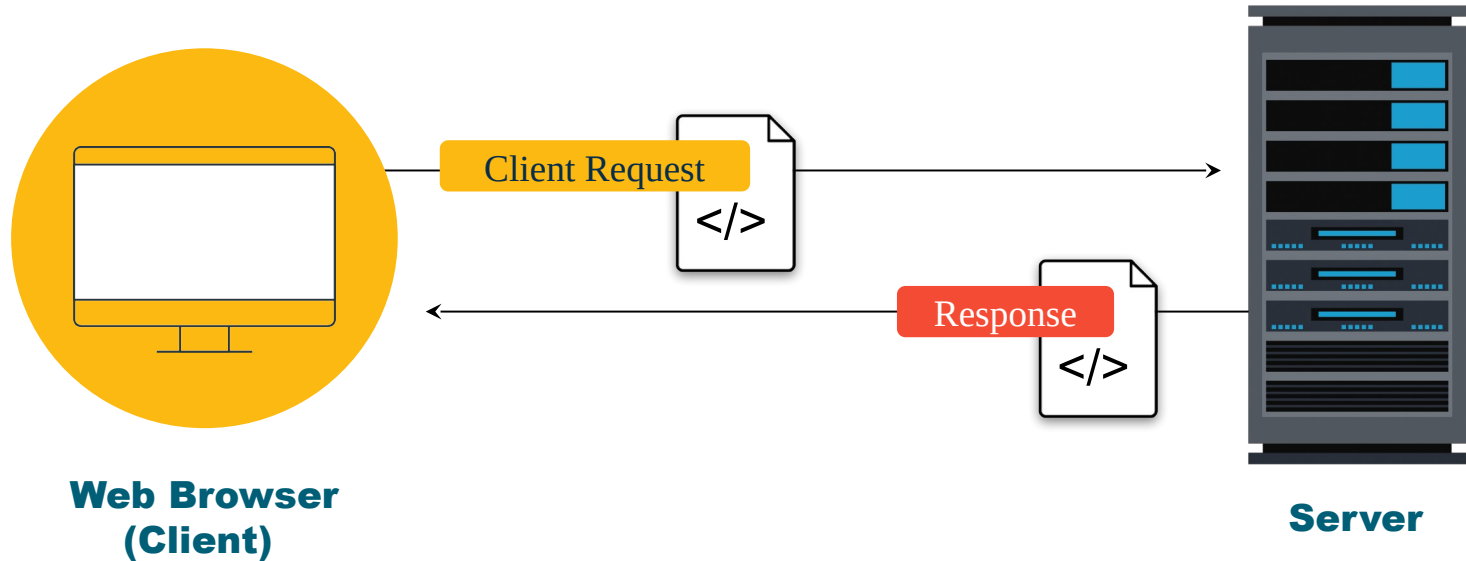 Client Request
</>
Response
</>
Web Browser
(Client)
Server